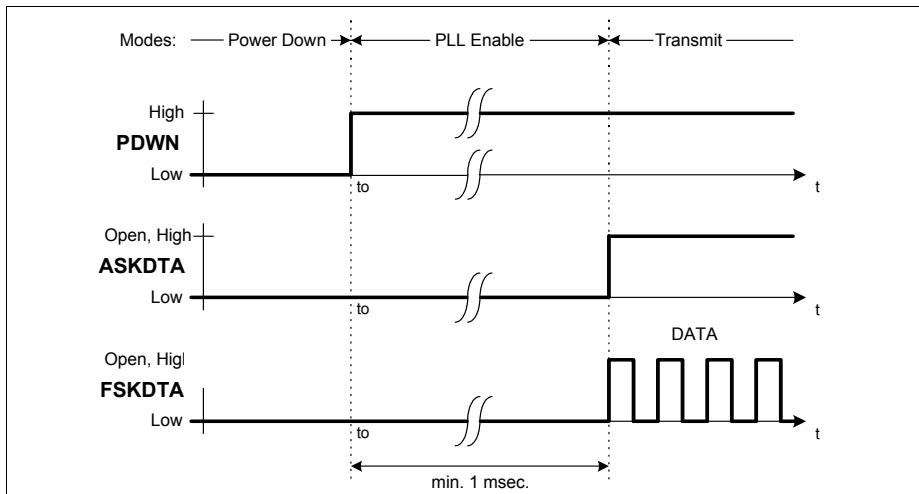 Modes: Power Down PLL Enable Transmit
High
PDWN
Low
to t
Open, High
ASKDTA
Low
to t
DATA
Open, Higl
FSKDTA
Low
to t
min. 1 msec.